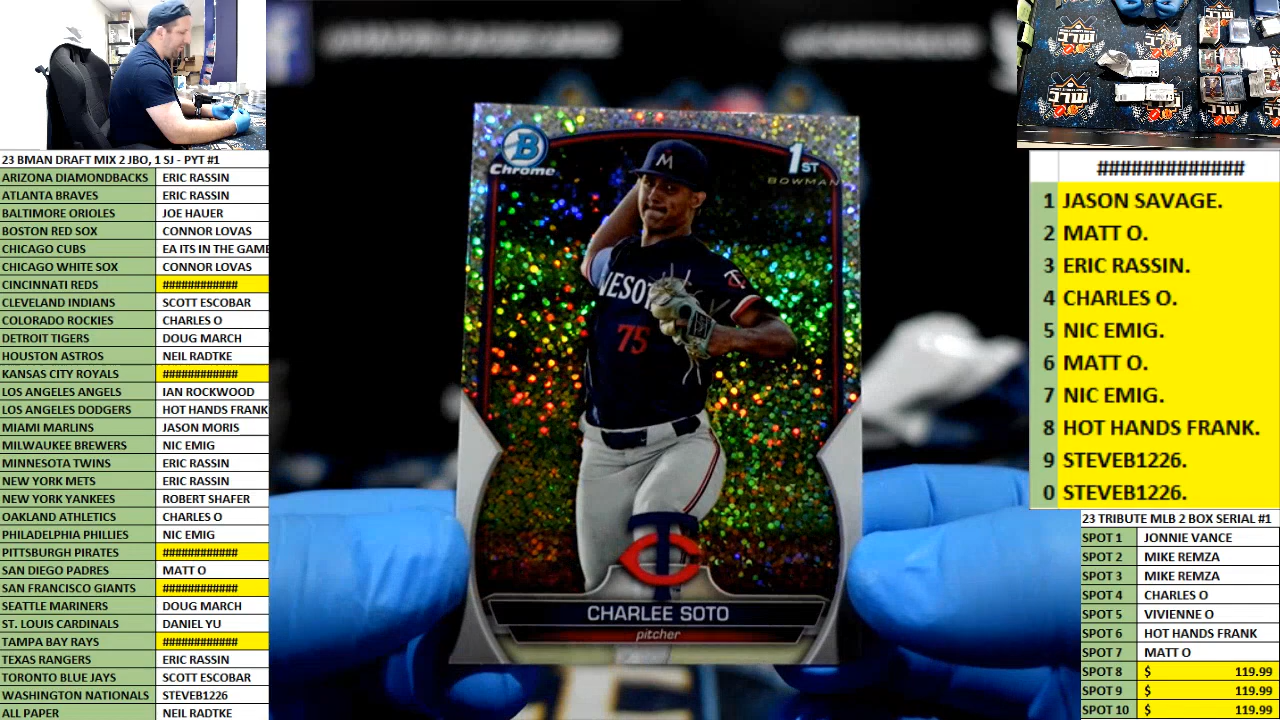 23 BMAN DRAFT MIX 2 JBO, 1 SJ - PYT #1
ARIZONA DIAMONDBACKS ERIC RASSIN
ATLANTA BRAVES ERIC RASSIN
BALTIMORE ORIOLES JOE HAUER
BOSTON RED SOX CONNOR LOVAS
CHICAGO CUBS EA ITS IN THE GAME
CHICAGO WHITE SOX CONNOR LOVAS
CINCINNATI REDS ############
CLEVELAND INDIANS SCOTT ESCOBAR
COLORADO ROCKIES CHARLES O
DETROIT TIGERS DOUG MARCH
HOUSTON ASTROS NEIL RADTKE
KANSAS CITY ROYALS ############
LOS ANGELES ANGELS IAN ROCKWOOD
LOS ANGELES DODGERS HOT HANDS FRANK
MIAMI MARLINS JASON MORIS
MILWAUKEE BREWERS NIC EMIG
MINNESOTA TWINS ERIC RASSIN
NEW YORK METS ERIC RASSIN
NEW YORK YANKEES ROBERT SHAFER
OAKLAND ATHLETICS CHARLES O
PHILADELPHIA PHILLIES NIC EMIG
PITTSBURGH PIRATES ############
SAN DIEGO PADRES MATT O
SAN FRANCISCO GIANTS ############
SEATTLE MARINERS DOUG MARCH
ST. LOUIS CARDINALS DANIEL YU
TAMPA BAY RAYS ############
TEXAS RANGERS ERIC RASSIN
TORONTO BLUE JAYS SCOTT ESCOBAR
WASHINGTON NATIONALS STEVEB1226
ALL PAPER NEIL RADTKE
B
Chrome
1ST
BOWMAN
M
NESOT
75
TC
CHARLEE SOTO
pitcher
##############
1 JASON SAVAGE.
2 MATT O.
3 ERIC RASSIN.
4 CHARLES O.
5 NIC EMIG.
6 MATT O.
7 NIC EMIG.
8 HOT HANDS FRANK.
9 STEVEB1226.
0 STEVEB1226.
23 TRIBUTE MLB 2 BOX SERIAL #1
SPOT 1 JONNIE VANCE
SPOT 2 MIKE REMZA
SPOT 3 MIKE REMZA
SPOT 4 CHARLES O
SPOT 5 VIVIENNE O
SPOT 6 HOT HANDS FRANK
SPOT 7 MATT O
SPOT 8 $ 119.99
SPOT 9 $ 119.99
SPOT 10 $ 119.99